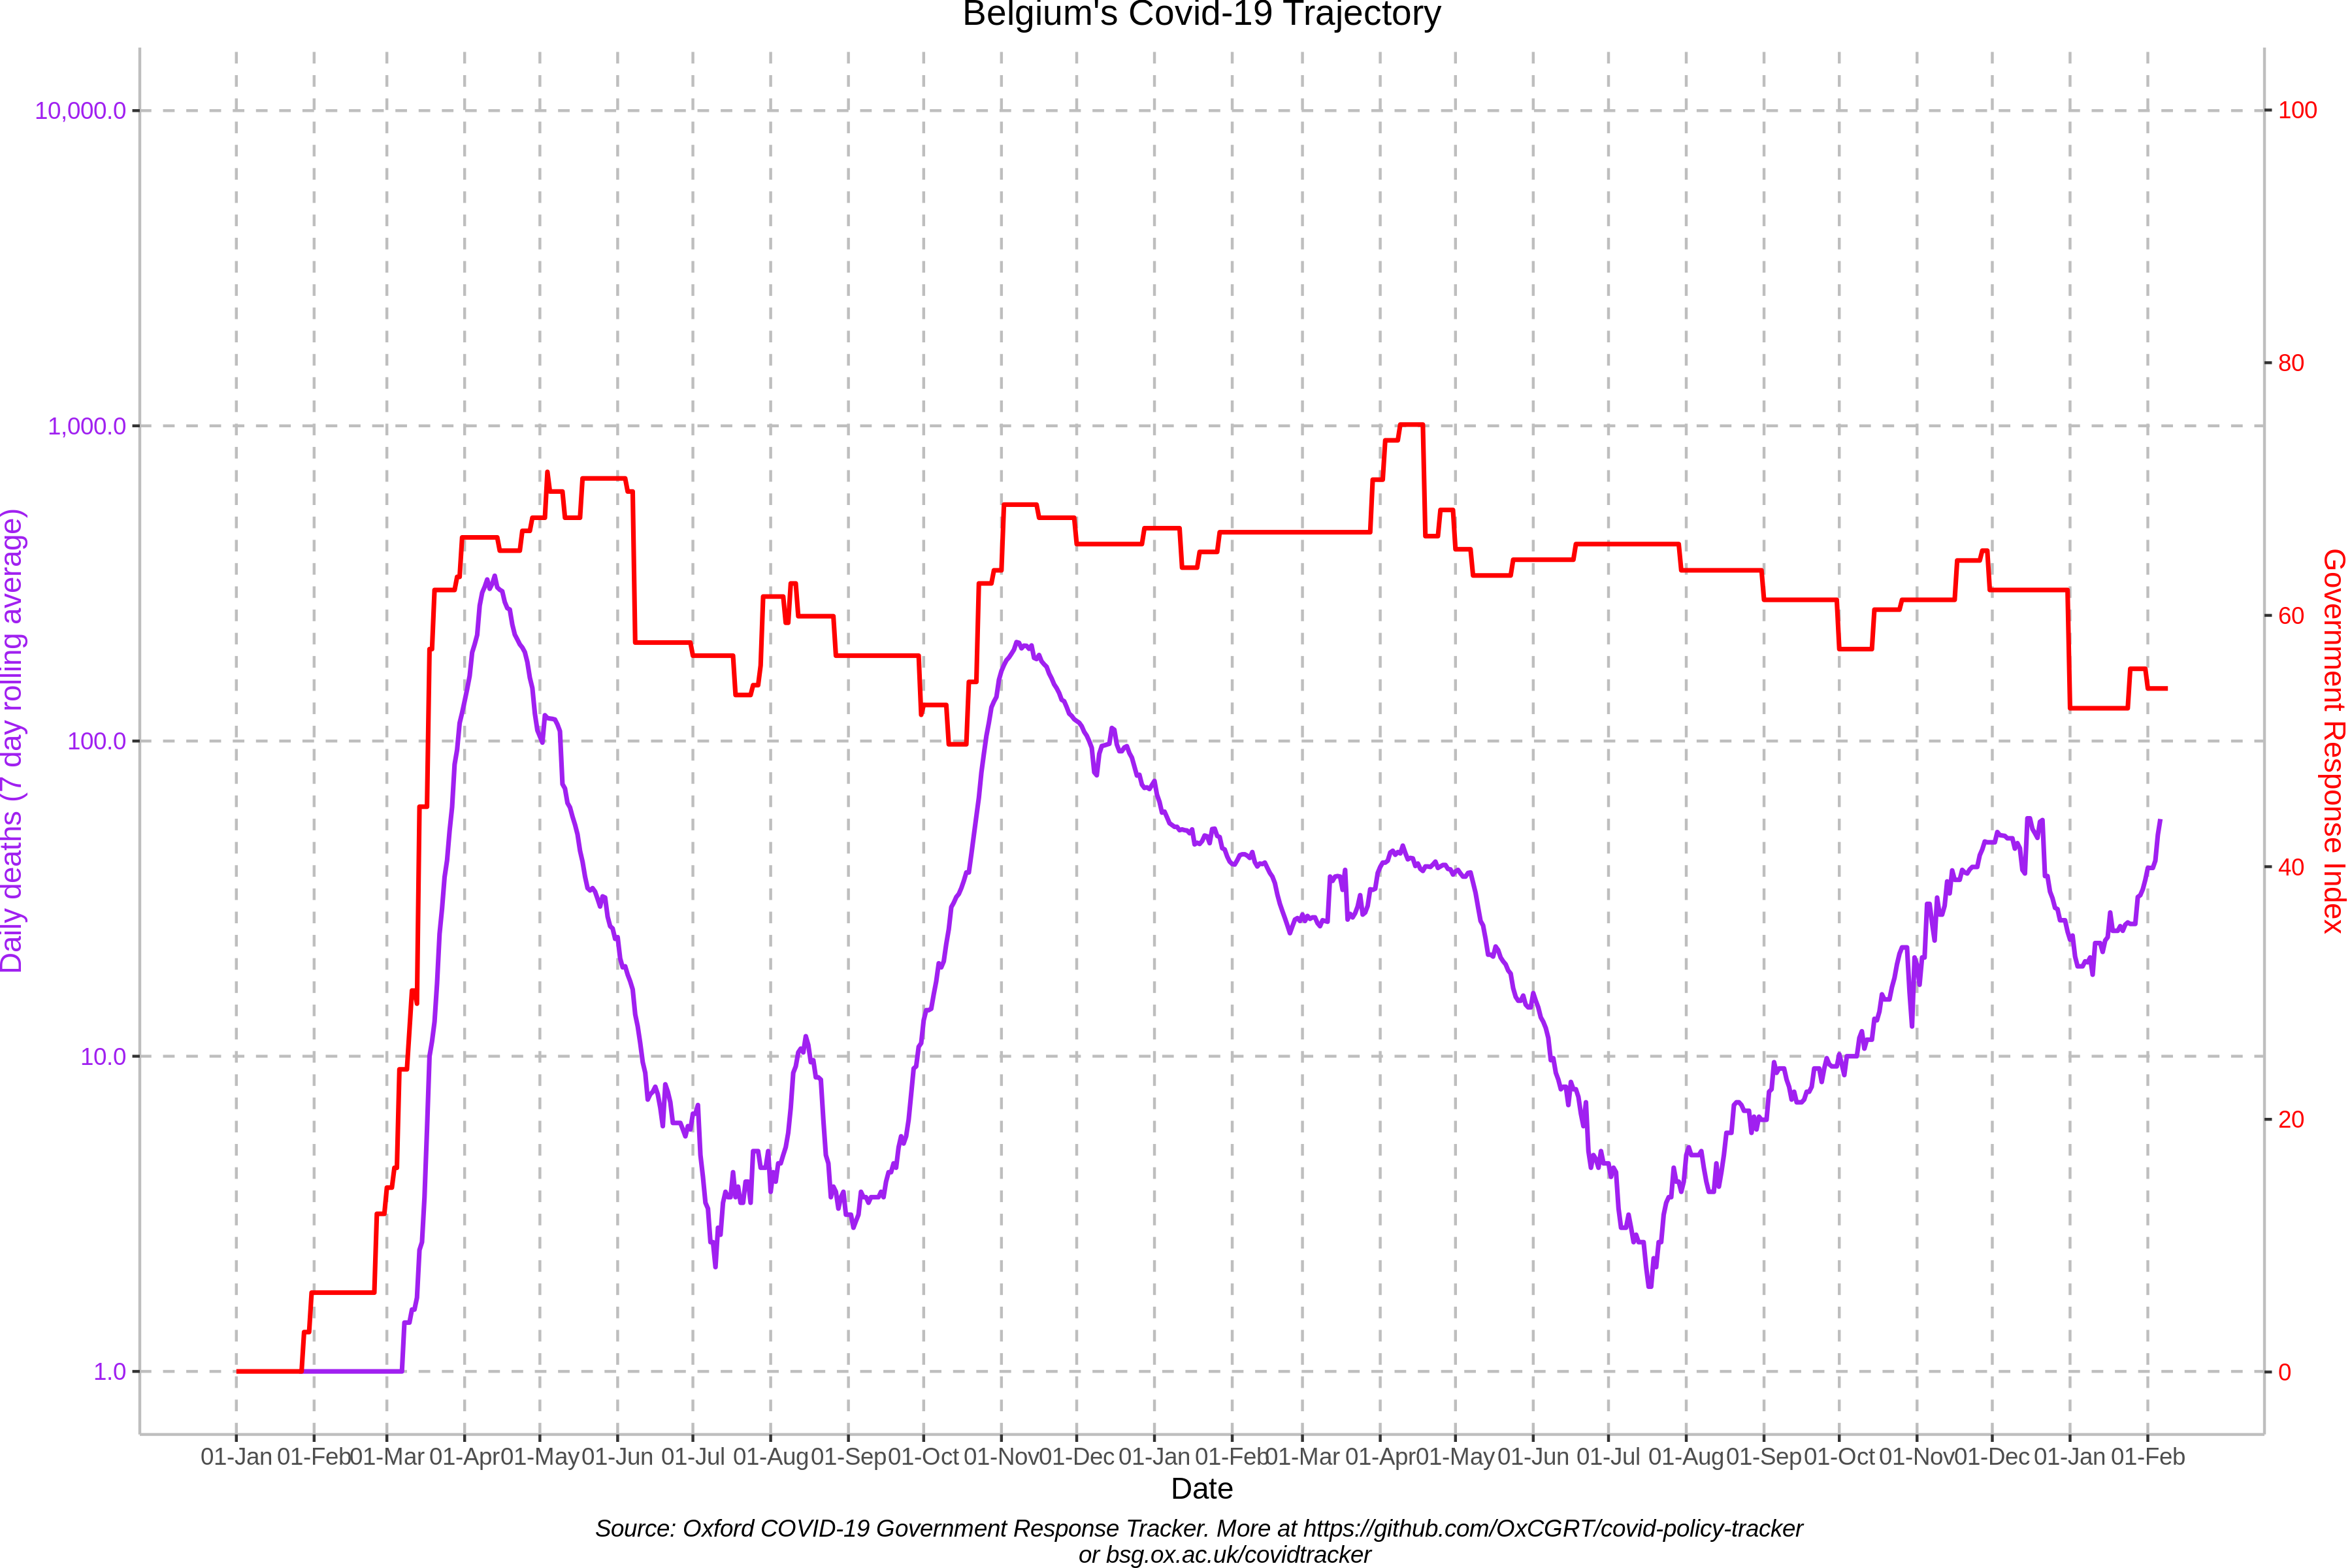 Belgium's Covid-19 Trajectory
10,000.0
1,000.0
100.0
10.0
1.0
Daily deaths (7 day rolling average)
100
80
60
40
20
0
Government Response Index
01-Jan 01-Feb 01-Mar 01-Apr 01-May 01-Jun 01-Jul 01-Aug 01-Sep 01-Oct 01-Nov 01-Dec 01-Jan 01-Feb 01-Mar 01-Apr 01-May 01-Jun 01-Jul 01-Aug 01-Sep 01-Oct 01-Nov 01-Dec 01-Jan 01-Feb
Date
Source: Oxford COVID-19 Government Response Tracker. More at https://github.com/OxCGRT/covid-policy-tracker
or bsg.ox.ac.uk/covidtracker